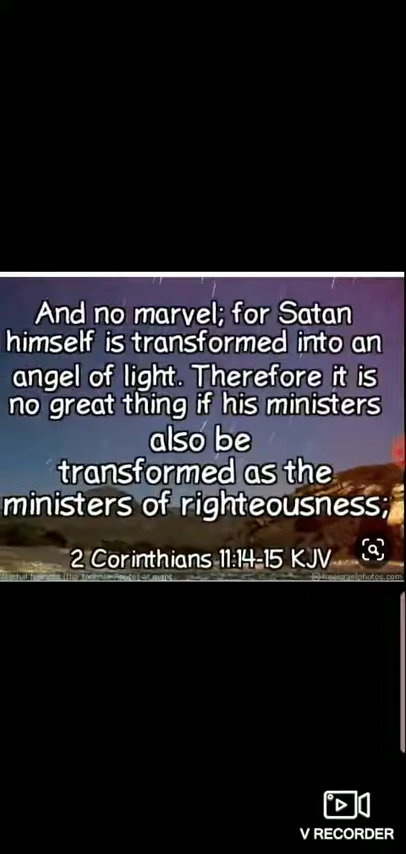 And no marvel; for Satan
himself is transformed into an
angel of light. Therefore it is
no great thing if his ministers
also be
transformed as the
ministers of righteousness;
2 Corinthians 11:14-15 KJV
V RECORDER